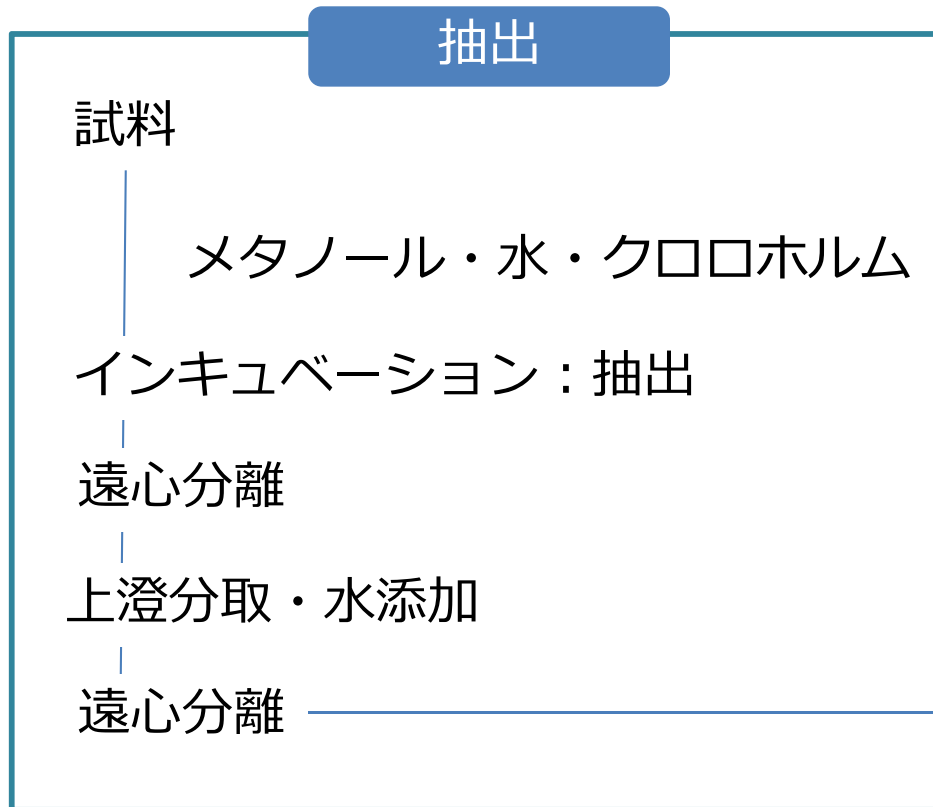 抽出
試料
メタノール・水・クロロホルム
インキュベーション：抽出
遠心分離
上澄分取・水添加
遠心分離